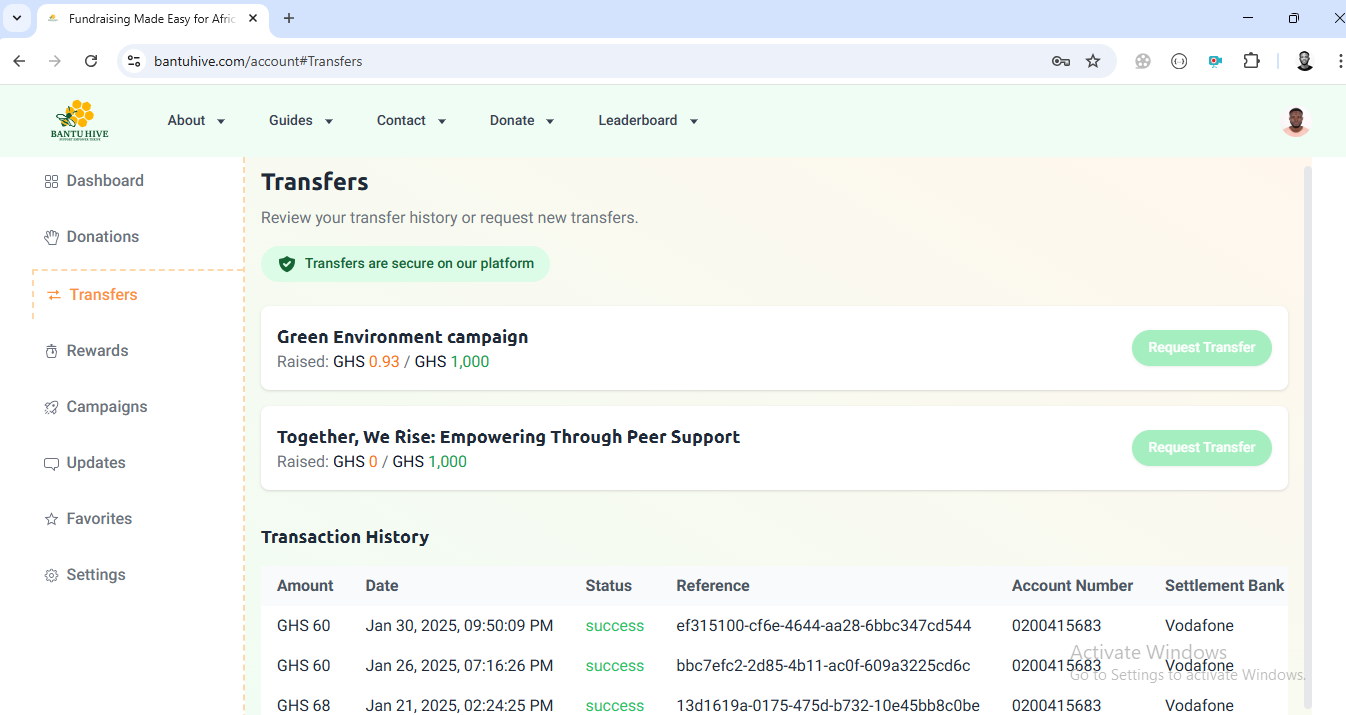 Fundraising Made Easy for Afric
bantuhive.com/account#Transfers
BANTU HIVE
About
Guides
Contact
Donate
Leaderboard
Dashboard
Donations
Transfers
Rewards
Campaigns
Updates
Favorites
Settings
Transfers
Review your transfer history or request new transfers.
Transfers are secure on our platform
Green Environment campaign
Raised: GHS 0.93 / GHS 1,000
Request Transfer
Together, We Rise: Empowering Through Peer Support
Raised: GHS 0 / GHS 1,000
Request Transfer
Transaction History
Amount Date Status Reference Account Number Settlement Bank
GHS 60 Jan 30, 2025, 09:50:09 PM success ef315100-cf6e-4644-aa28-6bbc347cd544 0200415683 Vodafone
GHS 60 Jan 26, 2025, 07:16:26 PM success bbc7efc2-2d85-4b11-ac0f-609a3225cd6c 0200415683 Vodafone
GHS 68 Jan 21, 2025, 02:24:25 PM success 13d1619a-0175-475d-b732-10e45bb8c0be 0200415683 Vodafone
Activate Windows
Go to Settings to activate Windows.